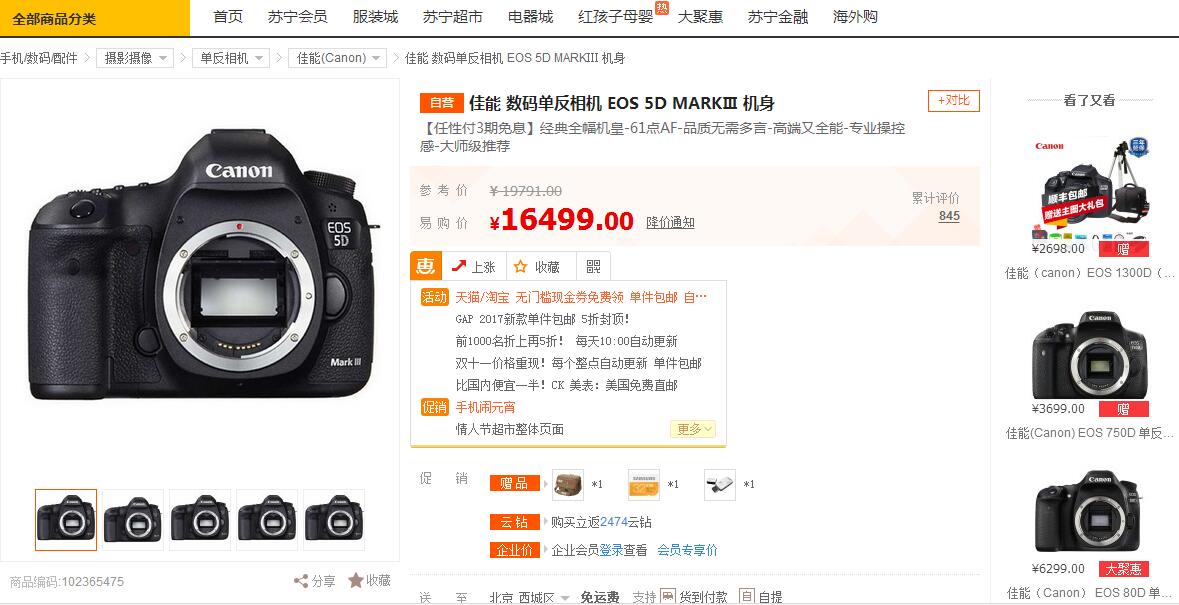 全部商品分类
首页 苏宁会员 服装城 苏宁超市 电器城 红孩子母婴 热 大聚惠 苏宁金融 海外购
手机/数码/配件 摄影摄像 单反相机 佳能(Canon) 佳能 数码单反相机 EOS 5D MARKIII 机身
Canon
EOS
5D
Mark III
商品编码:102365475 分享 收藏
自营 佳能 数码单反相机 EOS 5D MARKⅢ 机身
+对比
【任性付3期免息】经典全幅机皇-61点AF-品质无需多言-高端又全能-专业操控
感-大师级推荐
参考价 ¥ 19791.00
易购价 ¥16499.00 降价通知
累计评价
845
惠 上涨 收藏
活动 天猫/淘宝 无门槛现金券免费领 单件包邮 自…
GAP 2017新款单件包邮 5折封顶!
前1000名折上再5折! 每天10:00自动更新
双十一价格重现! 每个整点自动更新 单件包邮
比国内便宜一半! CK 美表: 美国免费直邮
促销 手机闹元宵
情人节超市整体页面 更多
促销 赠品 *1 *1 *1
云钻 购买立返2474云钻
企业价 企业会员登录查看 会员专享价
送至 北京 西城区 免运费 支持 货到付款 自 自提
看了又看
Canon
顺丰包邮
赠送主图大礼包
¥2698.00 赠
佳能（canon）EOS 1300D（ ...
Canon
¥3699.00 赠
佳能(Canon) EOS 750D 单反...
Canon
¥6299.00 大聚惠
佳能（Canon） EOS 80D 单...